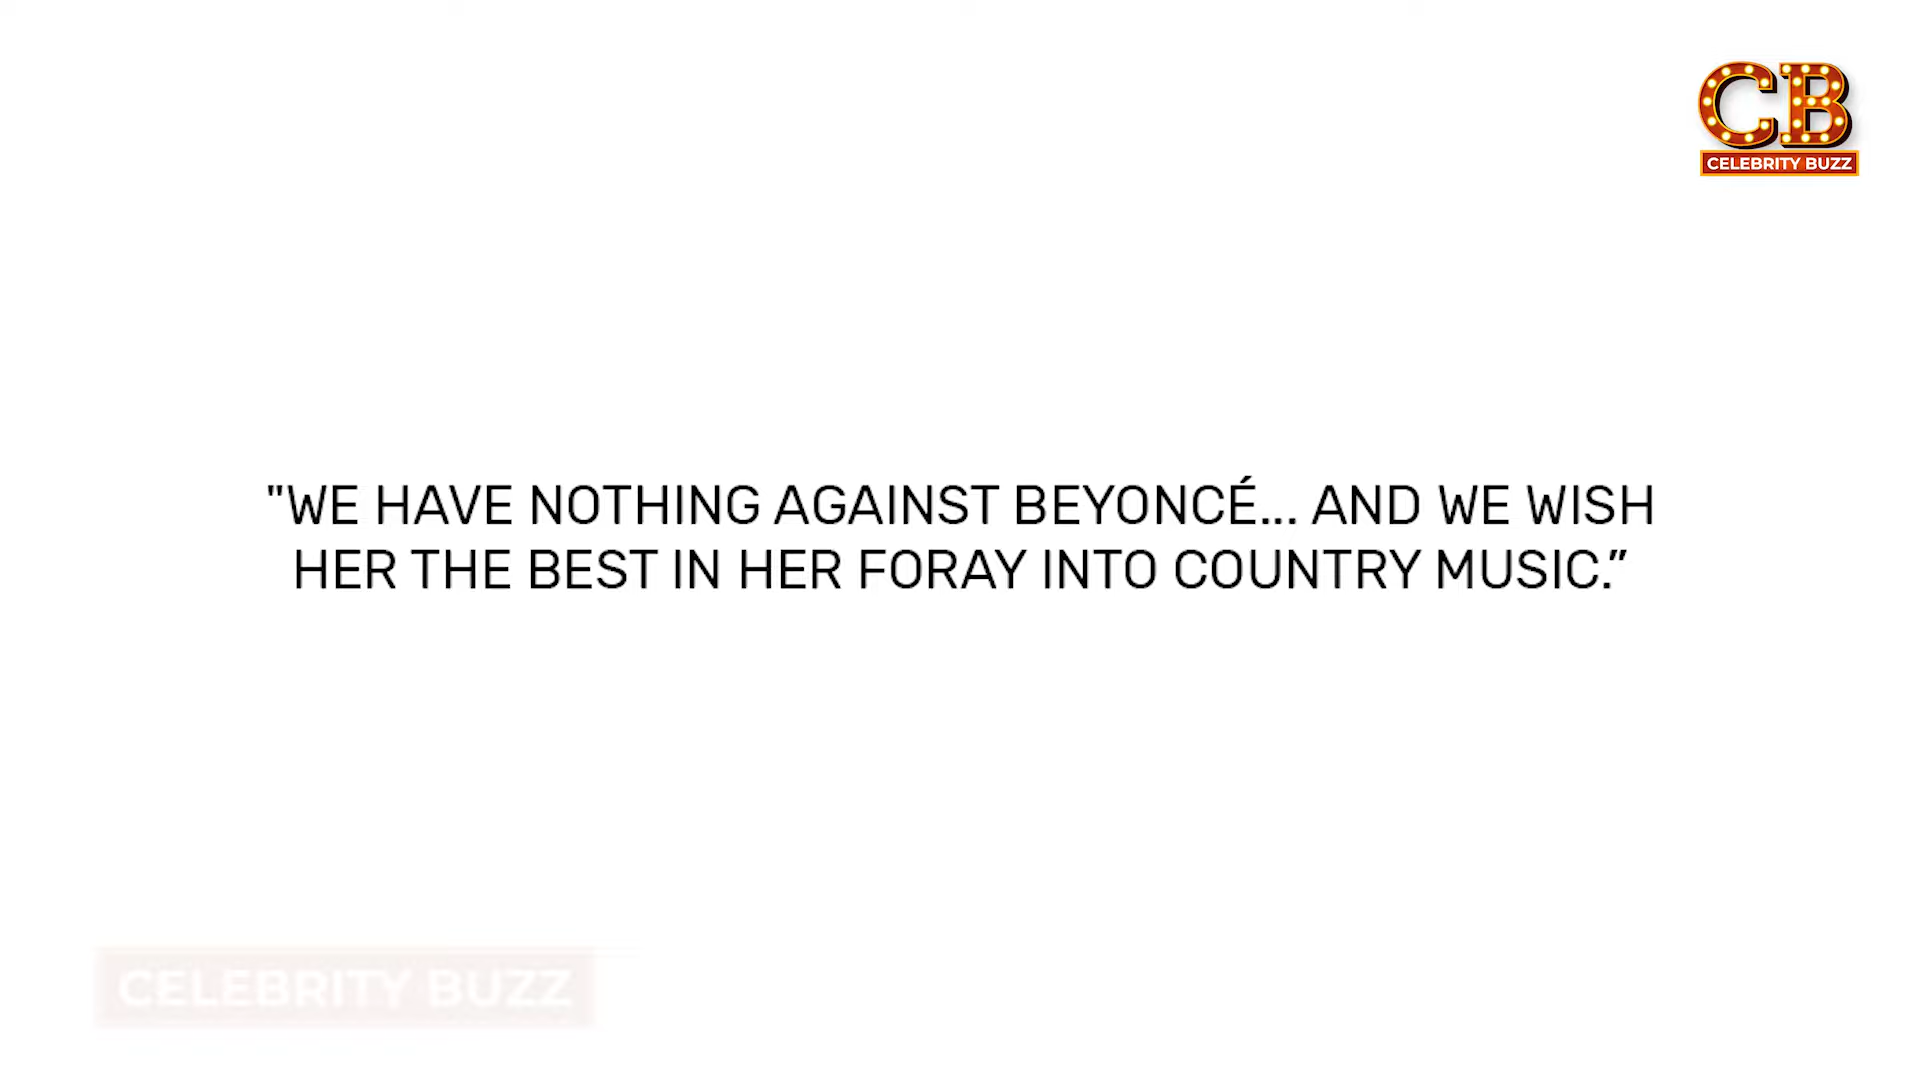 CB
CELEBRITY BUZZ
"WE HAVE NOTHING AGAINST BEYONCÉ... AND WE WISH
HER THE BEST IN HER FORAY INTO COUNTRY MUSIC.”
CELEBRITY BUZZ